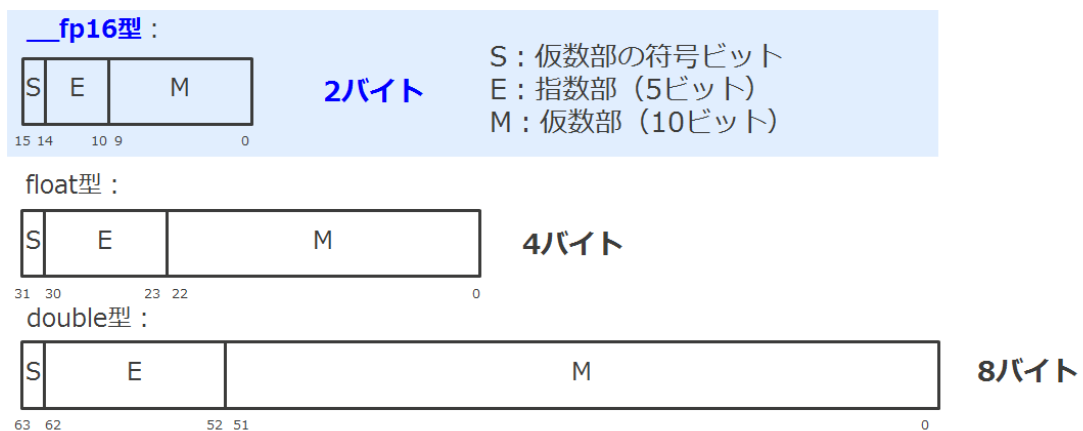 __fp16型：
S E M
2バイト
S：仮数部の符号ビット
E：指数部（5ビット）
M：仮数部（10ビット）
15 14 10 9 0
float型：
S E M
4バイト
31 30 23 22 0
double型：
S E M
8バイト
63 62 52 51 0